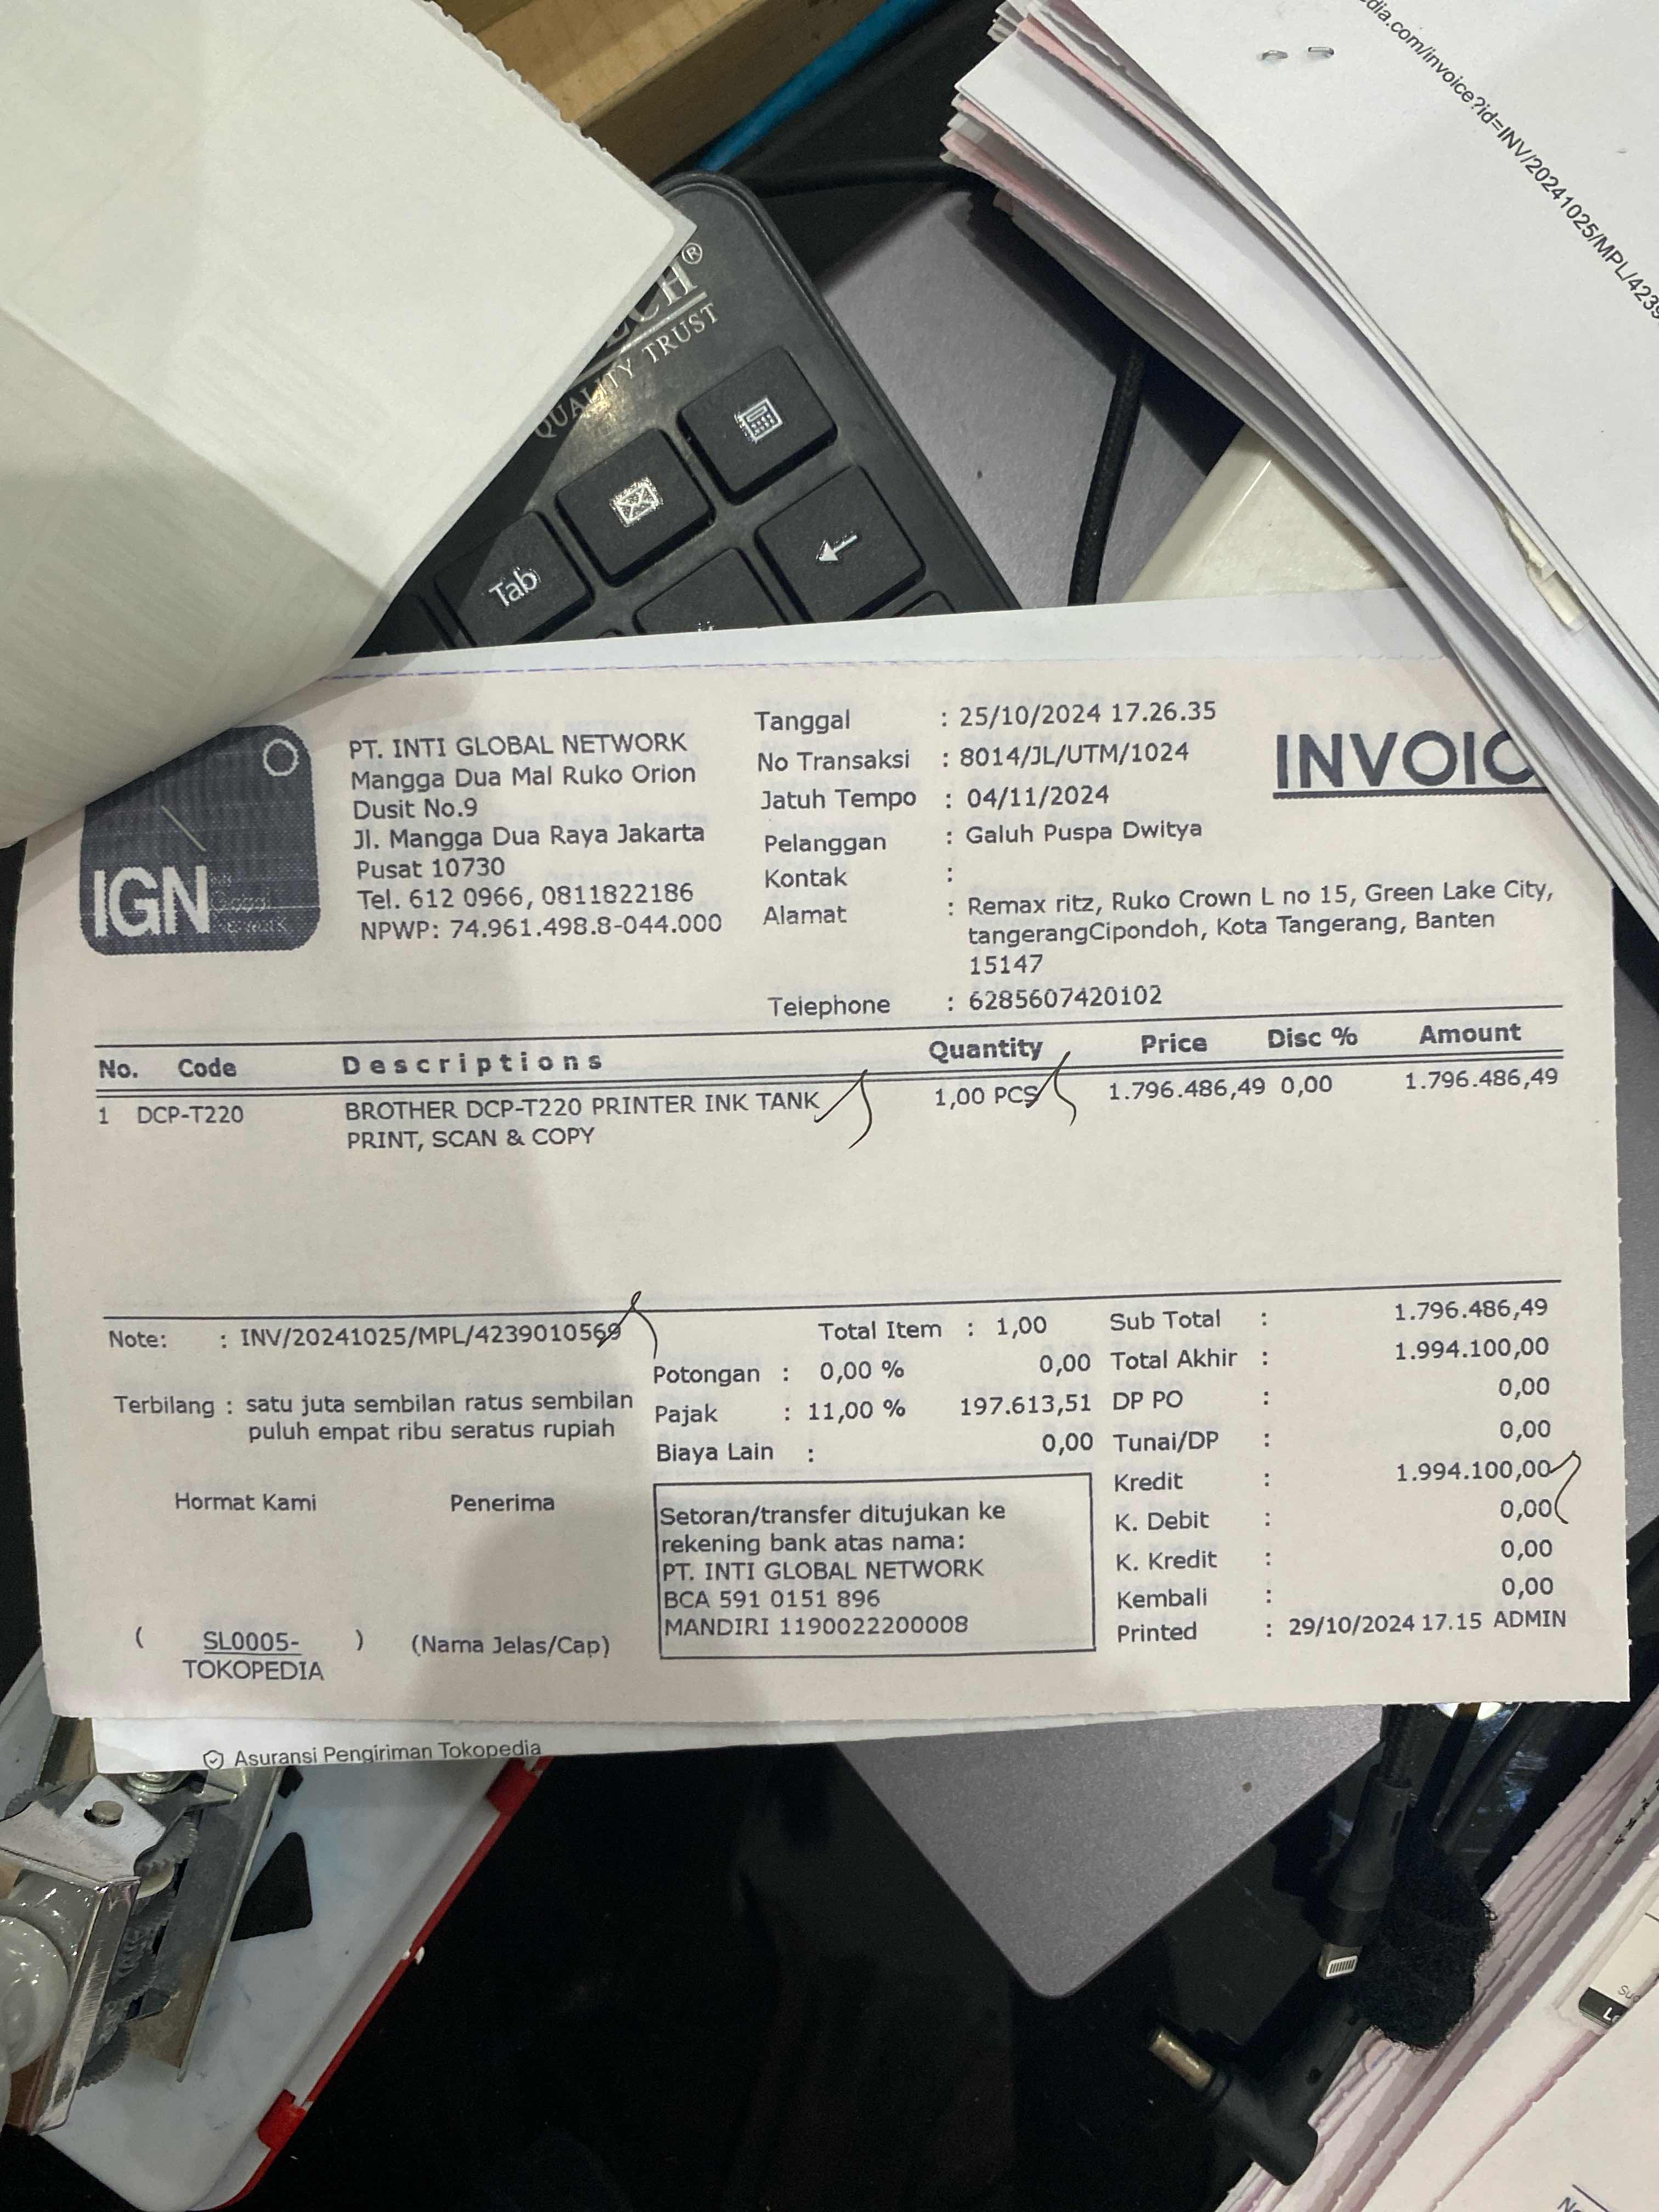 QUALITY TRUST
Tab
dia.com/invoice?id=INV/20241025/MPL/4239
IGN
PT. INTI GLOBAL NETWORK
Mangga Dua Mal Ruko Orion
Dusit No.9
Jl. Mangga Dua Raya Jakarta
Pusat 10730
Tel. 612 0966, 0811822186
NPWP: 74.961.498.8-044.000
Tanggal : 25/10/2024 17.26.35
No Transaksi : 8014/JL/UTM/1024
Jatuh Tempo : 04/11/2024
Pelanggan : Galuh Puspa Dwitya
Kontak :
Alamat : Remax ritz, Ruko Crown L no 15, Green Lake City,
tangerangCipondoh, Kota Tangerang, Banten
15147
Telephone : 6285607420102
INVOIC
No. Code Descriptions Quantity Price Disc % Amount
1 DCP-T220 BROTHER DCP-T220 PRINTER INK TANK 1,00 PCS 1.796.486,49 0,00 1.796.486,49
PRINT, SCAN & COPY
Note: : INV/20241025/MPL/4239010569
Terbilang : satu juta sembilan ratus sembilan
puluh empat ribu seratus rupiah
Hormat Kami Penerima
( SL0005- ) (Nama Jelas/Cap)
TOKOPEDIA
Total Item : 1,00
Potongan : 0,00 % 0,00
Pajak : 11,00 % 197.613,51
Biaya Lain : 0,00
Setoran/transfer ditujukan ke
rekening bank atas nama:
PT. INTI GLOBAL NETWORK
BCA 591 0151 896
MANDIRI 1190022200008
Sub Total : 1.796.486,49
Total Akhir : 1.994.100,00
DP PO : 0,00
Tunai/DP : 0,00
Kredit : 1.994.100,00
K. Debit : 0,00
K. Kredit : 0,00
Kembali : 0,00
Printed : 29/10/2024 17.15 ADMIN
Asuransi Pengiriman Tokopedia